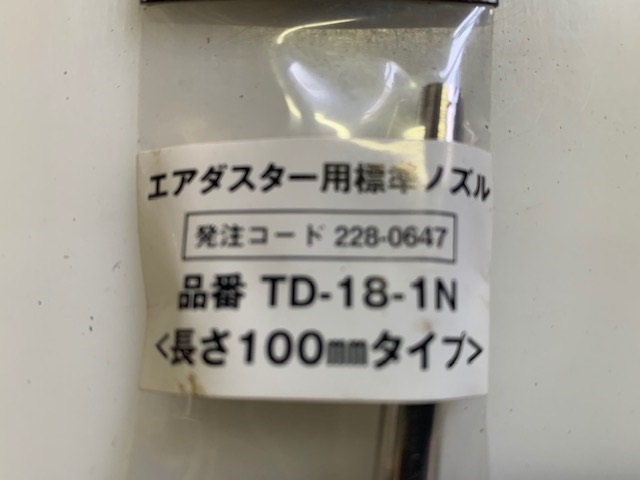 エアダスター用標準ノズル
発注コード 228-0647
品番 TD-18-1N
<長さ100㎜タイプ>